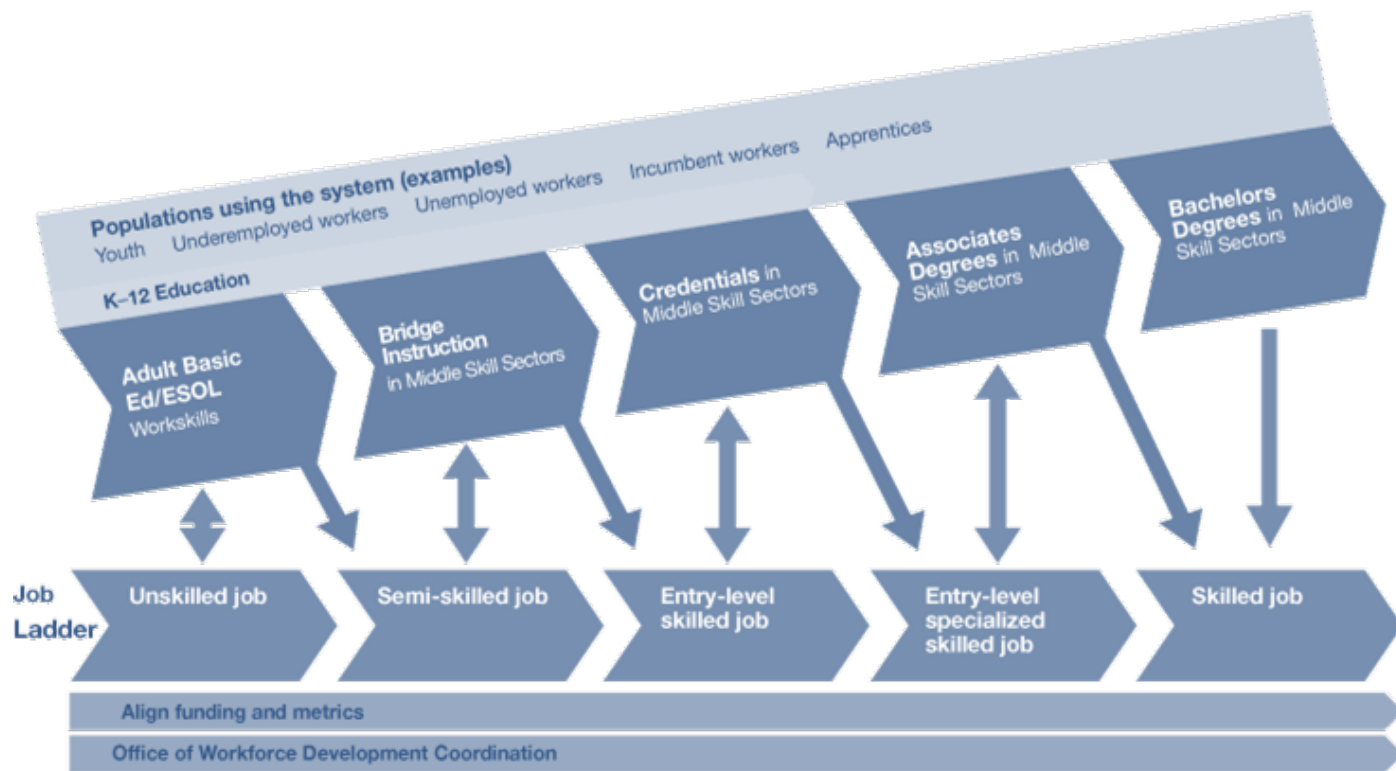 Populations using the system (examples)
Youth Underemployed workers Unemployed workers Incumbent workers Apprentices
K–12 Education
Adult Basic
Ed/ESOL
Workskills
Bridge
Instruction
in Middle Skill Sectors
Credentials in
Middle Skill Sectors
Associates
Degrees in Middle
Skill Sectors
Bachelors
Degrees in Middle
Skill Sectors
Job
Ladder
Unskilled job
Semi-skilled job
Entry-level
skilled job
Entry-level
specialized
skilled job
Skilled job
Align funding and metrics
Office of Workforce Development Coordination